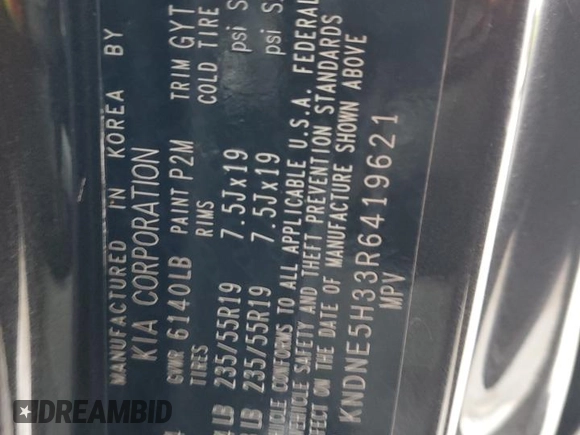 MANUFACTURED IN KOREA BY
KIA CORPORATION
GVWR 6140LB PAINT P2M TRIM GYT
TIRES RIMS COLD TIRE
LB 235/55R19 7.5Jx19 psi S
LB 235/55R19 7.5Jx19 psi S
CONFORMS TO ALL APPLICABLE U.S.A. FEDERAL
VEHICLE SAFETY AND THEFT PREVENTION STANDARDS
EFFECT ON THE DATE OF MANUFACTURE SHOWN ABOVE
KNDNE5H33R6419621
MPV
DREAMBID